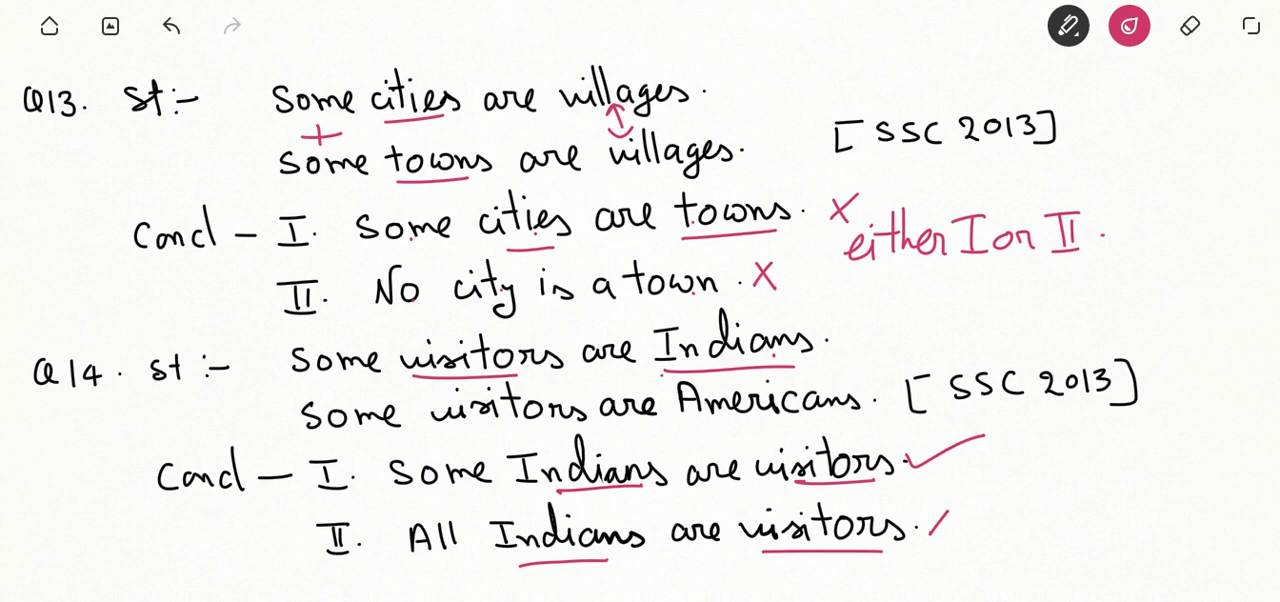 Q13. St:- Some cities are villages.
Some towns are villages. [SSC 2013]
Concl - I. Some cities are towns. X
either I or II.
II. No city is a town. X
Q14. St:- Some visitors are Indians.
Some visitors are Americans. [SSC 2013]
Concl - I. Some Indians are visitors. ✓
II. All Indians are visitors. /